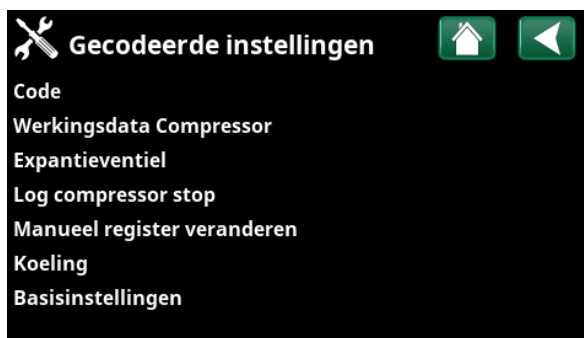 Gecodeerde instellingen
Code
Werkingsdata Compressor
Expantieventiel
Log compressor stop
Manueel register veranderen
Koeling
Basisinstellingen